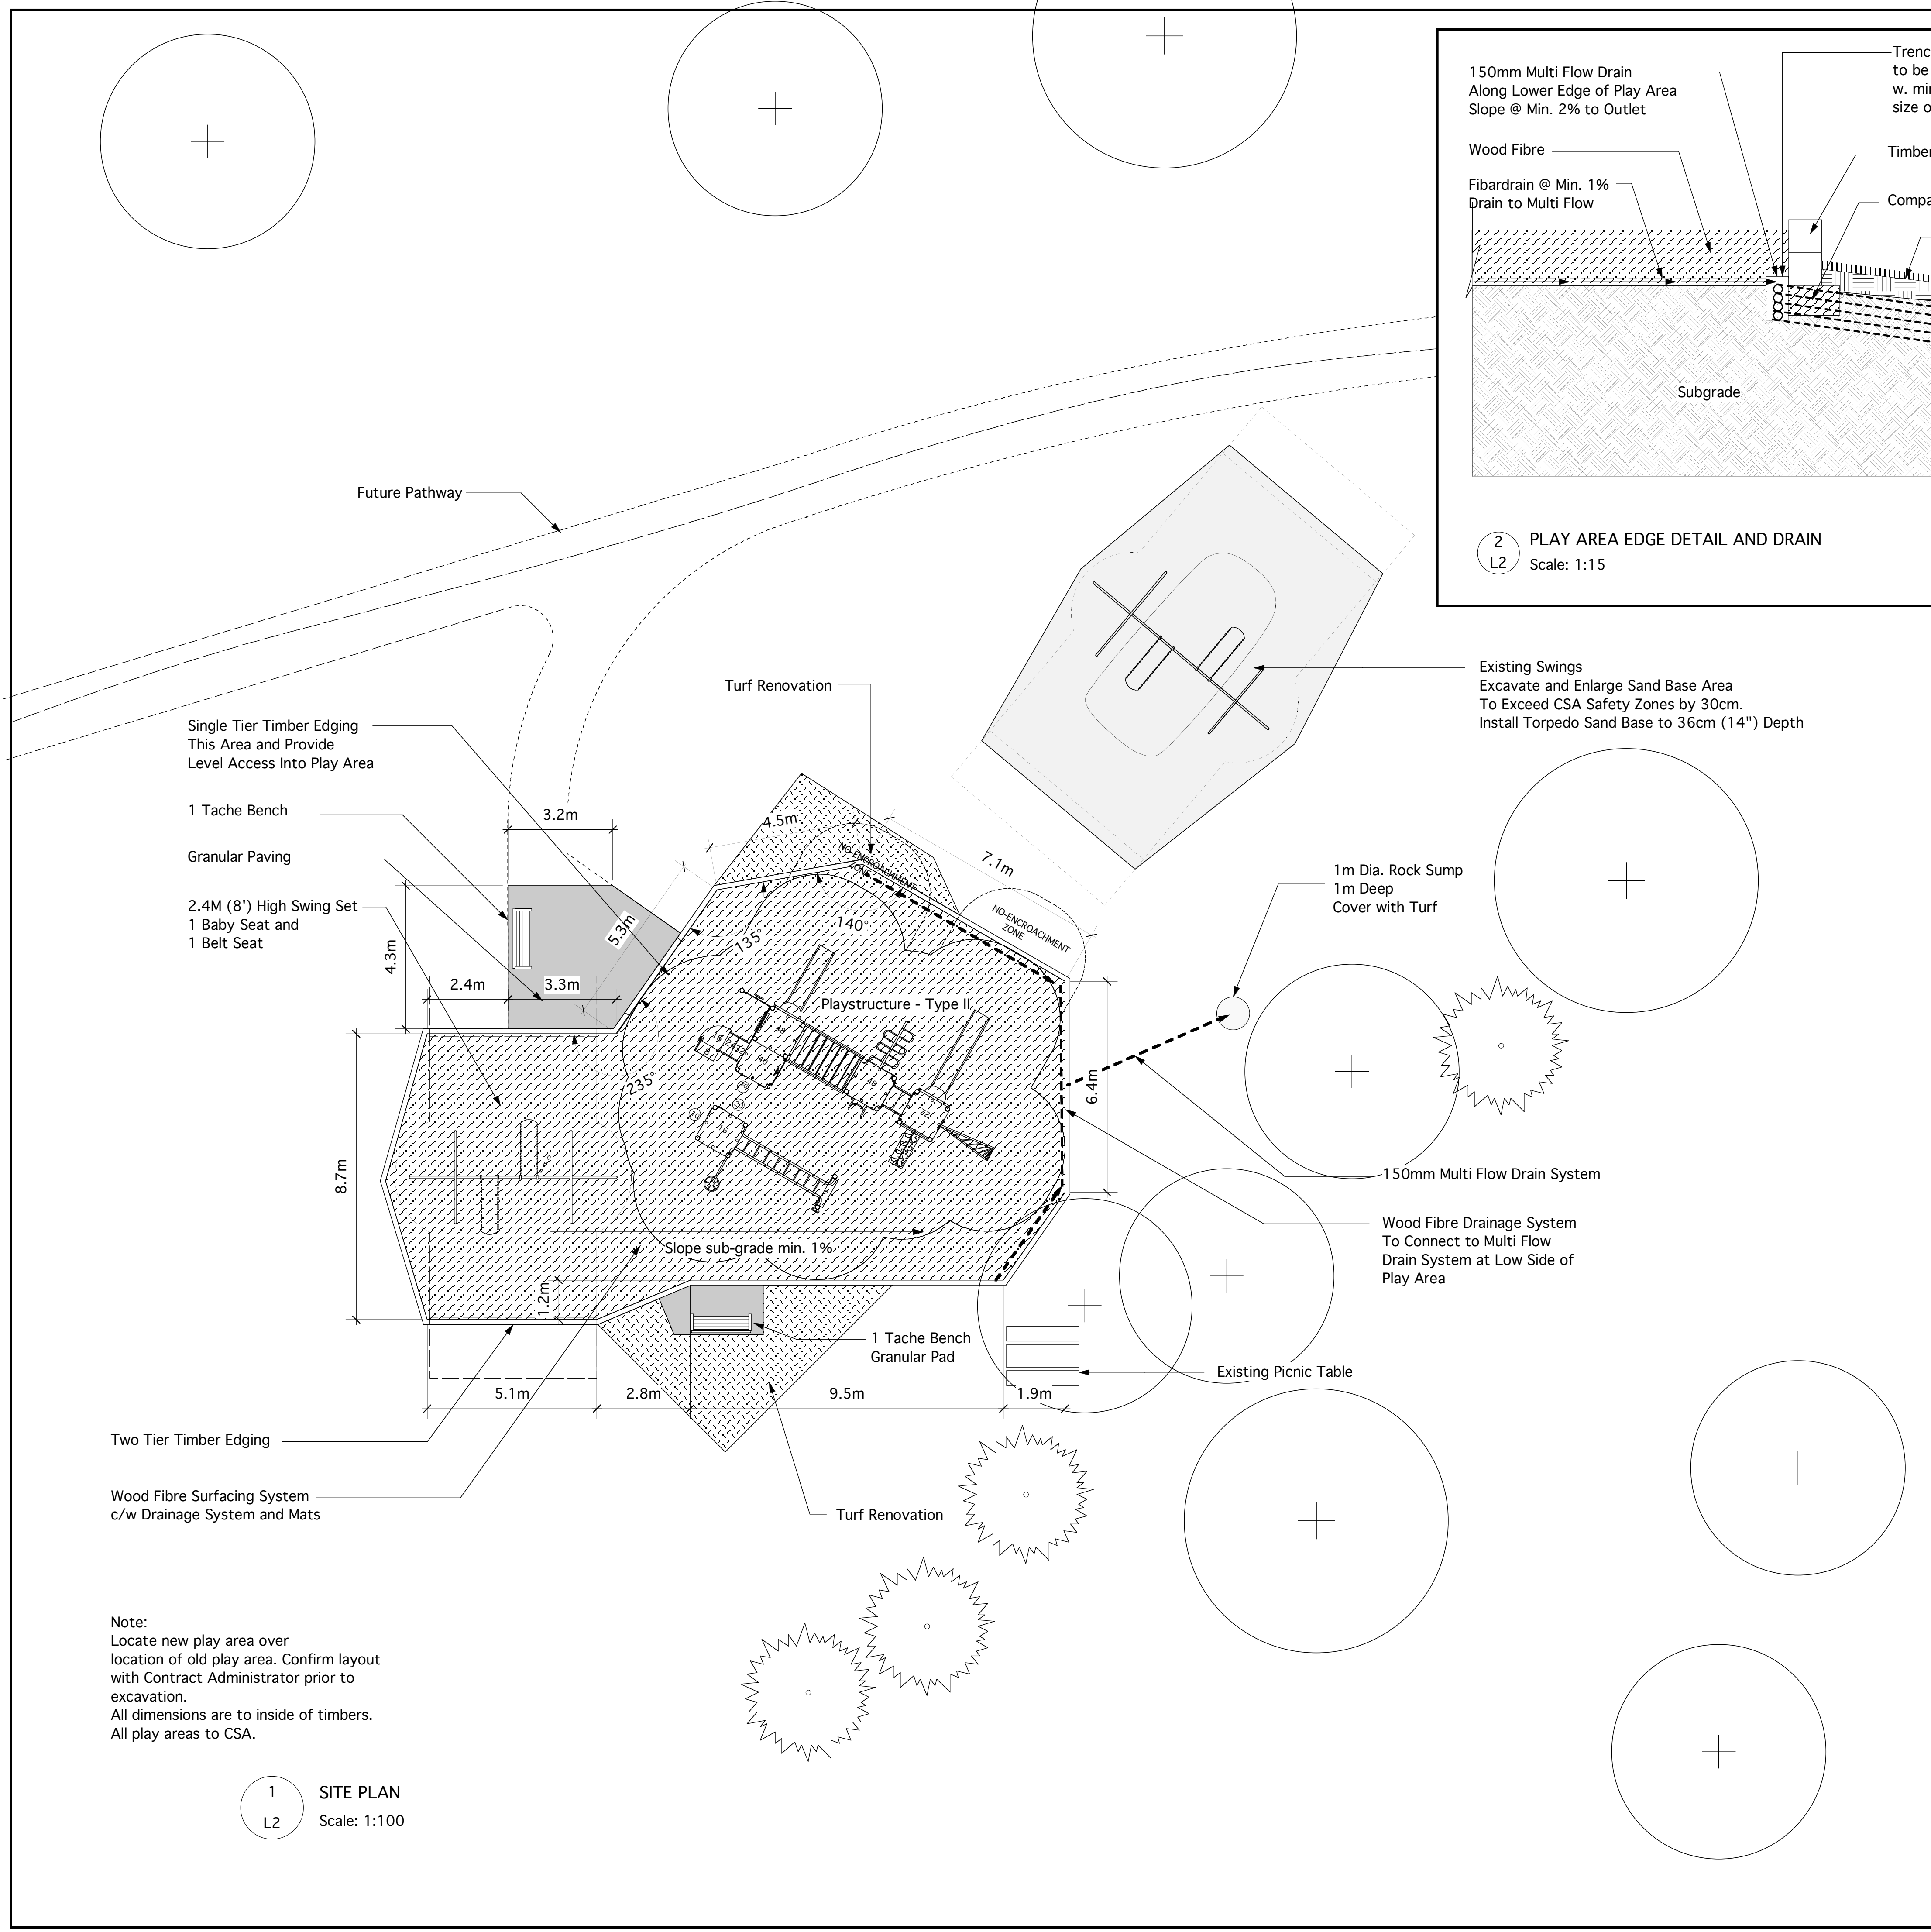 150mm Multi Flow Drain
Along Lower Edge of Play Area
Slope @ Min. 2% to Outlet
Wood Fibre
Fibardrain @ Min. 1%
Drain to Multi Flow
to be
size
Subgrade
2
L2
PLAY AREA EDGE DETAIL AND DRAIN
Scale: 1:15
Future Pathway
Turf Renovation
Existing Swings
Excavate and Enlarge Sand Base Area
To Exceed CSA Safety Zones by 30cm.
Install Torpedo Sand Base to 36cm (14") Depth
Single Tier Timber Edging
This Area and Provide
Level Access Into Play Area
1 Tache Bench
Granular Paving
2.4M (8') High Swing Set
1 Baby Seat and
1 Belt Seat
3.2m
4.5m
7.1m
NO-ENCROACHMENT
ZONE
NO-ENCROACHMENT
ZONE
1m Dia. Rock Sump
1m Deep
Cover with Turf
5.3m
4.3m
2.4m
3.3m
135°
140°
235°
Playstructure - Type II
48
48
32
16
6.4m
8.7m
150mm Multi Flow Drain System
Wood Fibre Drainage System
To Connect to Multi Flow
Drain System at Low Side of
Play Area
Slope sub-grade min. 1%
1.2m
1 Tache Bench
Granular Pad
Existing Picnic Table
5.1m
2.8m
9.5m
1.9m
Two Tier Timber Edging
Wood Fibre Surfacing System
c/w Drainage System and Mats
Turf Renovation
Note:
Locate new play area over
location of old play area. Confirm layout
with Contract Administrator prior to
excavation.
All dimensions are to inside of timbers.
All play areas to CSA.
1
L2
SITE PLAN
Scale: 1:100